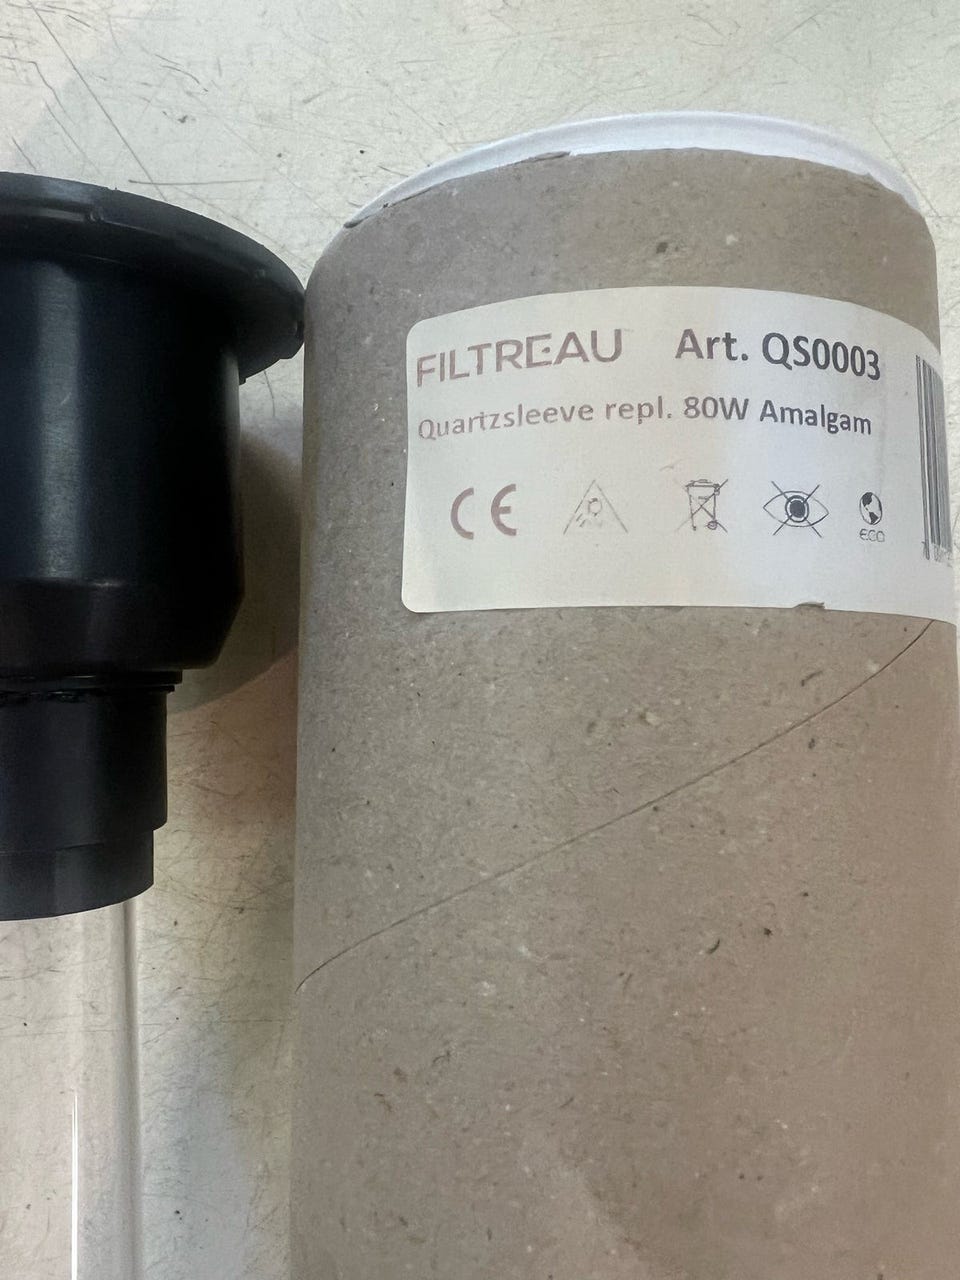 FILTREAU Art. QS0003
Quartzsleeve repl. 80W Amalgam
CE
ECO